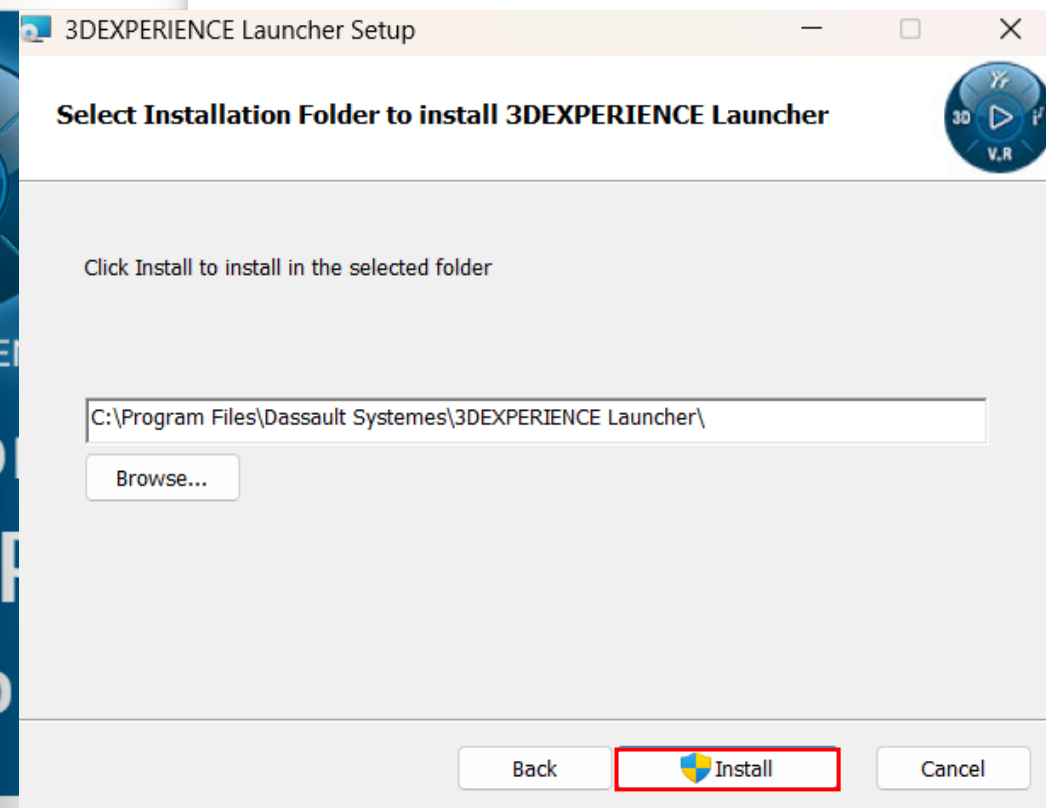 3DEXPERIENCE Launcher Setup
Select Installation Folder to install 3DEXPERIENCE Launcher
3D
V,R
Click Install to install in the selected folder
C:\Program Files\Dassault Systemes\3DEXPERIENCE Launcher\
Browse...
Back
Install
Cancel